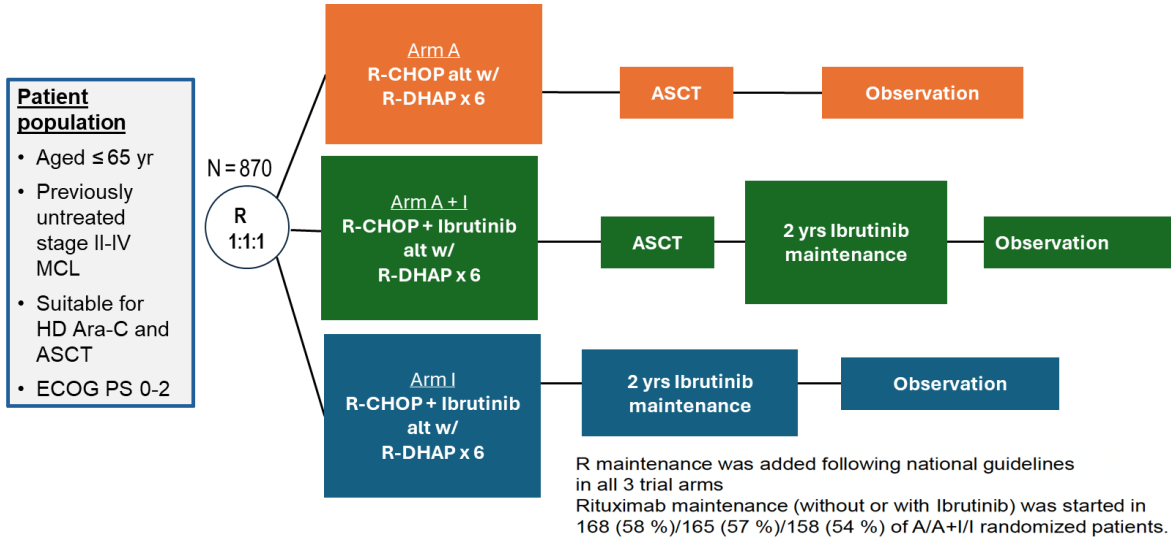 Patient
population
• Aged ≤ 65 yr
• Previously
untreated
stage II-IV
MCL
• Suitable for
HD Ara-C and
ASCT
• ECOG PS 0-2
N = 870
R
1:1:1
Arm A
R-CHOP alt w/
R-DHAP x 6
ASCT
Observation
Arm A + I
R-CHOP + Ibrutinib
alt w/
R-DHAP x 6
ASCT
2 yrs Ibrutinib
maintenance
Observation
Arm I
R-CHOP + Ibrutinib
alt w/
R-DHAP x 6
2 yrs Ibrutinib
maintenance
Observation
R maintenance was added following national guidelines
in all 3 trial arms
Rituximab maintenance (without or with Ibrutinib) was started in
168 (58 %)/165 (57 %)/158 (54 %) of A/A+I/I randomized patients.